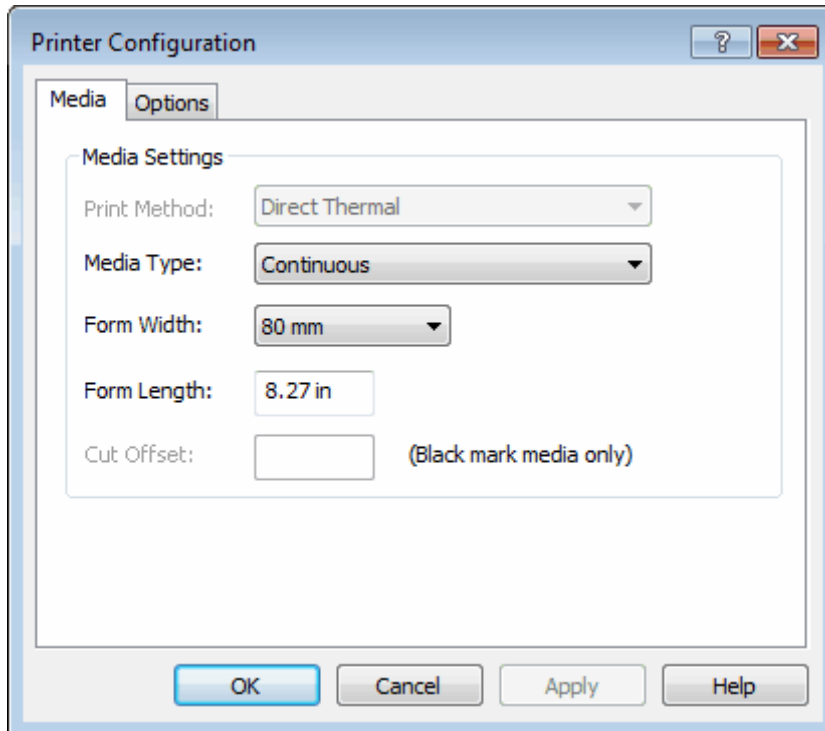 Printer Configuration
?
Media Options
Media Settings
Print Method: Direct Thermal
Media Type: Continuous
Form Width: 80 mm
Form Length: 8.27 in
Cut Offset: (Black mark media only)
OK Cancel Apply Help